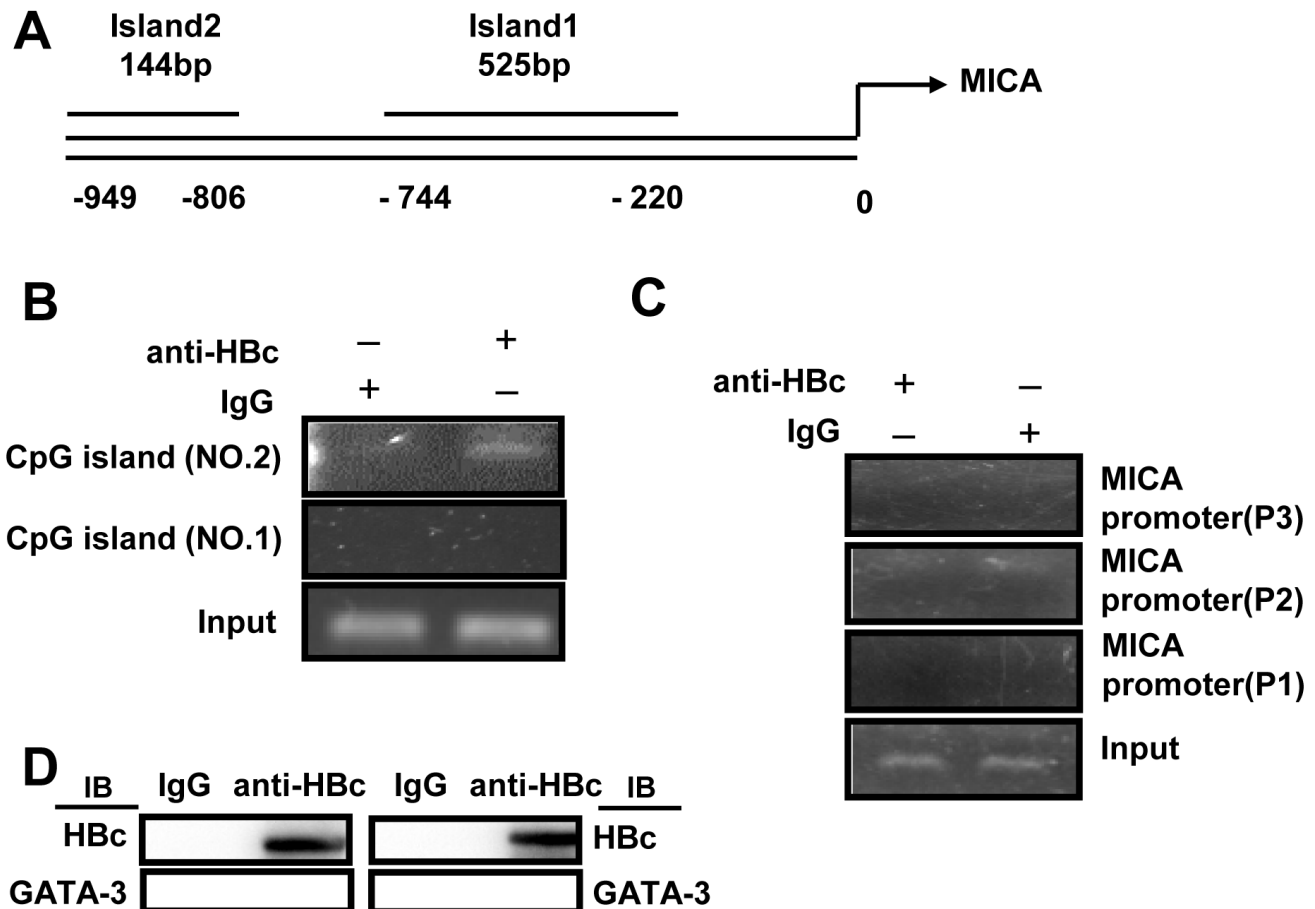 A
Island2
144bp
Island1
525bp
MICA
-949
-806
- 744
- 220
0
B
anti-HBc – +
IgG + –
CpG island (NO.2)
CpG island (NO.1)
Input
C
anti-HBc + –
IgG – +
MICA
promoter(P3)
MICA
promoter(P2)
MICA
promoter(P1)
Input
D
IB IgG anti-HBc IgG anti-HBc IB
HBc HBc
GATA-3 GATA-3